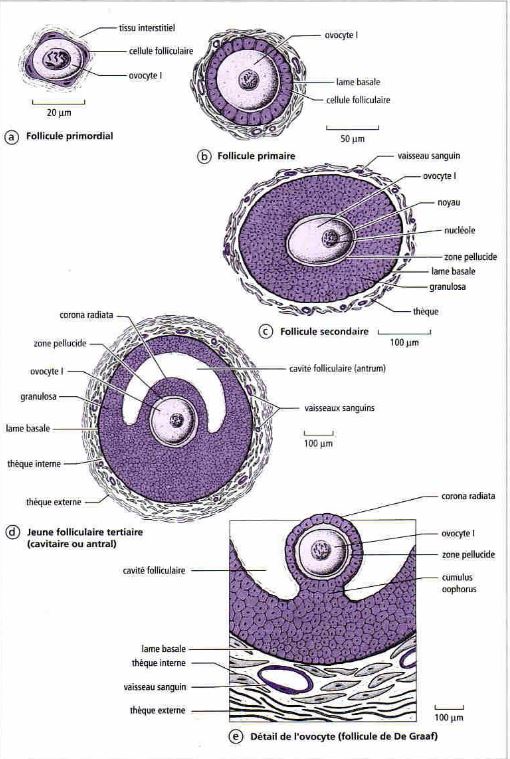 tissu interstitiel
cellule folliculaire
ovocyte I
20 µm
a Follicule primordial
ovocyte I
lame basale
cellule folliculaire
50 µm
b Follicule primaire
vaisseau sanguin
ovocyte I
noyau
nucléole
zone pellucide
lame basale
granulosa
thèque
c Follicule secondaire
100 µm
corona radiata
zone pellucide
ovocyte I
granulosa
lame basale
thèque interne
thèque externe
cavité folliculaire (antrum)
vaisseaux sanguins
100 µm
d Jeune folliculaire tertiaire
(cavitaire ou antral)
corona radiata
ovocyte I
zone pellucide
cumulus
oophorus
cavité folliculaire
lame basale
thèque interne
vaisseau sanguin
thèque externe
100 µm
e Détail de l'ovocyte (follicule de De Graaf)